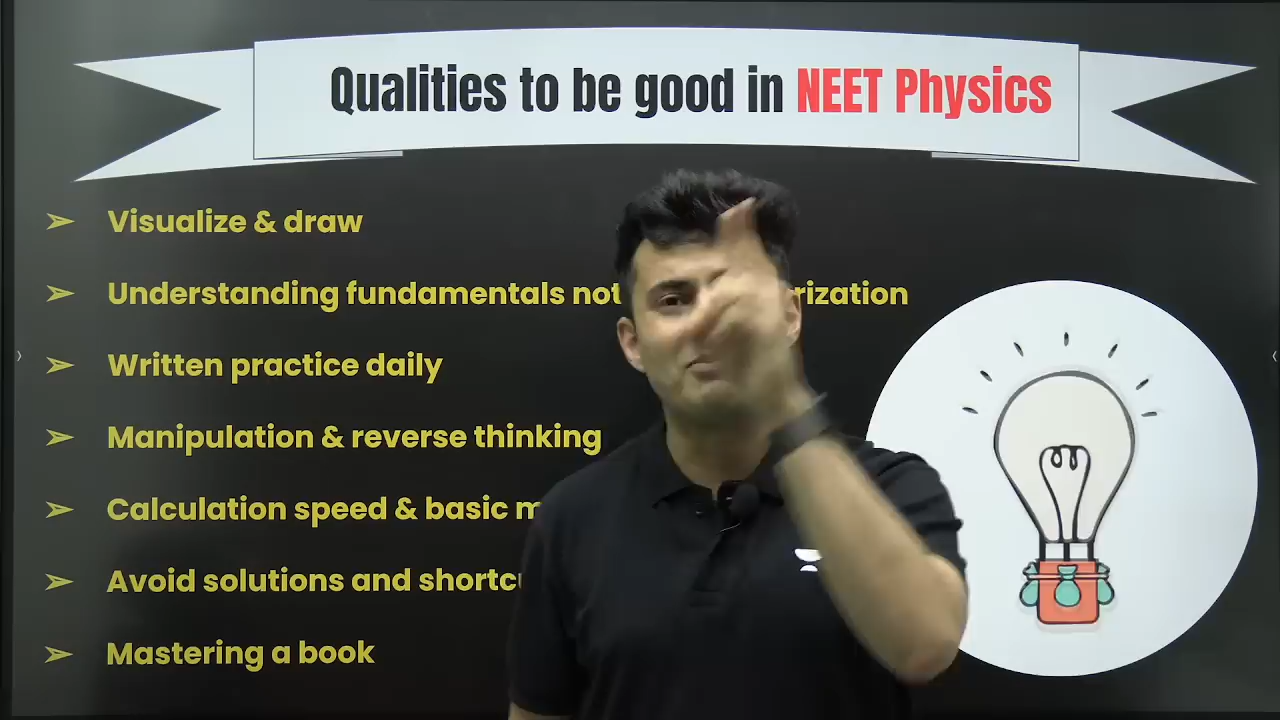 Qualities to be good in NEET Physics
➢ Visualize & draw
➢ Understanding fundamentals not
➢ Written practice daily
➢ Manipulation & reverse thinking
➢ Calculation speed & basic
➢ Avoid solutions and
➢ Mastering a book